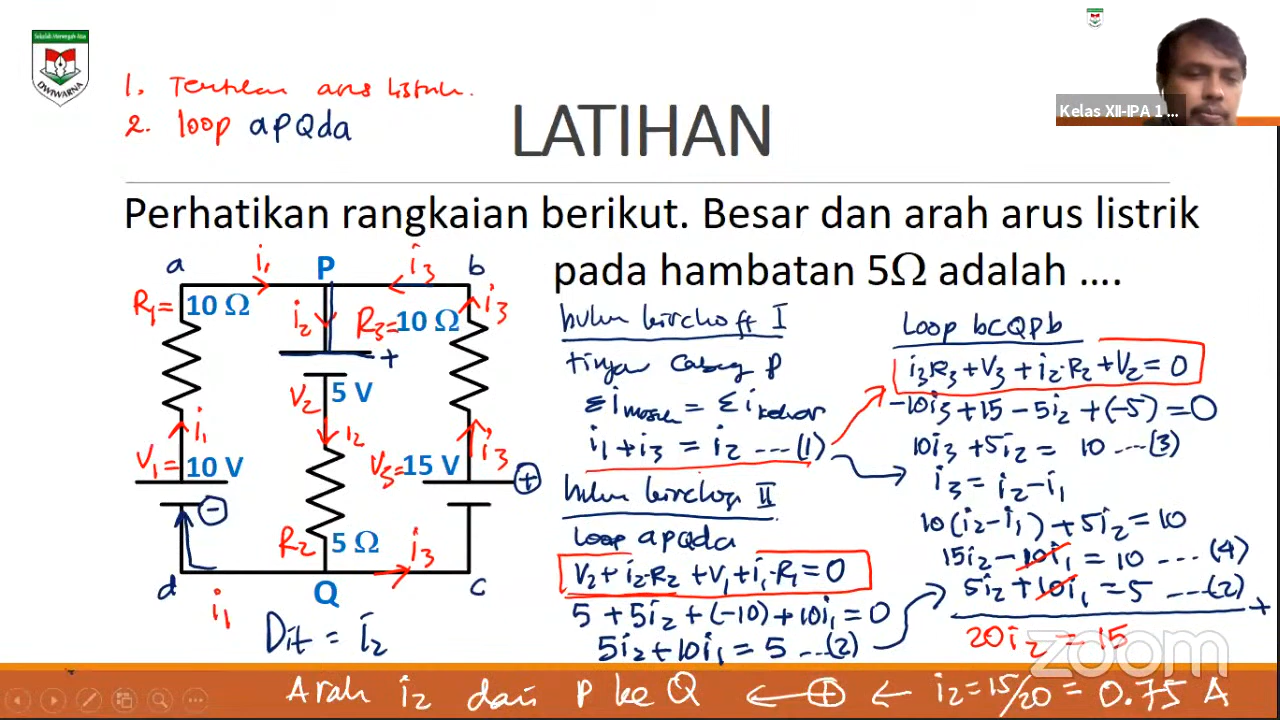 Sekolah Menengah Atas
DWIWARNA
1. Tentukan arus listrik.
2. loop apQda
Kelas XII-IPA 1 ...
LATIHAN
Perhatikan rangkaian berikut. Besar dan arah arus listrik
pada hambatan 5Ω adalah ....
a
i₁
P
i₃
b
R₁=
10 Ω
i₂
R₃=
10 Ω
i₃
+
V₂
5 V
i₁
i₂
V₁=
10 V
V₃=
15 V
i₃
+
−
R₂
5 Ω
i₃
d
i₁
Q
c
Dit = i₂
hukum kirchoff I
tinjau cabang P
Σ i masuk = Σ i keluar
i₁ + i₃ = i₂ ....(1)
hukum kirchoff II
loop apQda
V₂ + i₂.R₂ + V₁ + i₁.R₁ = 0
5 + 5i₂ + (-10) + 10i₁ = 0
5i₂ + 10i₁ = 5 ...(2)
Loop bcQPb
i₃R₃ + V₃ + i₂.R₂ + V₂ = 0
-10i₃ + 15 - 5i₂ + (-5) = 0
10i₃ + 5i₂ = 10 ....(3)
i₃ = i₂ - i₁
10(i₂ - i₁) + 5i₂ = 10
15i₂ - 10i₁ = 10 ....(4)
5i₂ + 10i₁ = 5 ....(2)
+
20i₂ = 15
zoom
Arah i₂ dari P ke Q ← + ← i₂ = 15/20 = 0.75 A